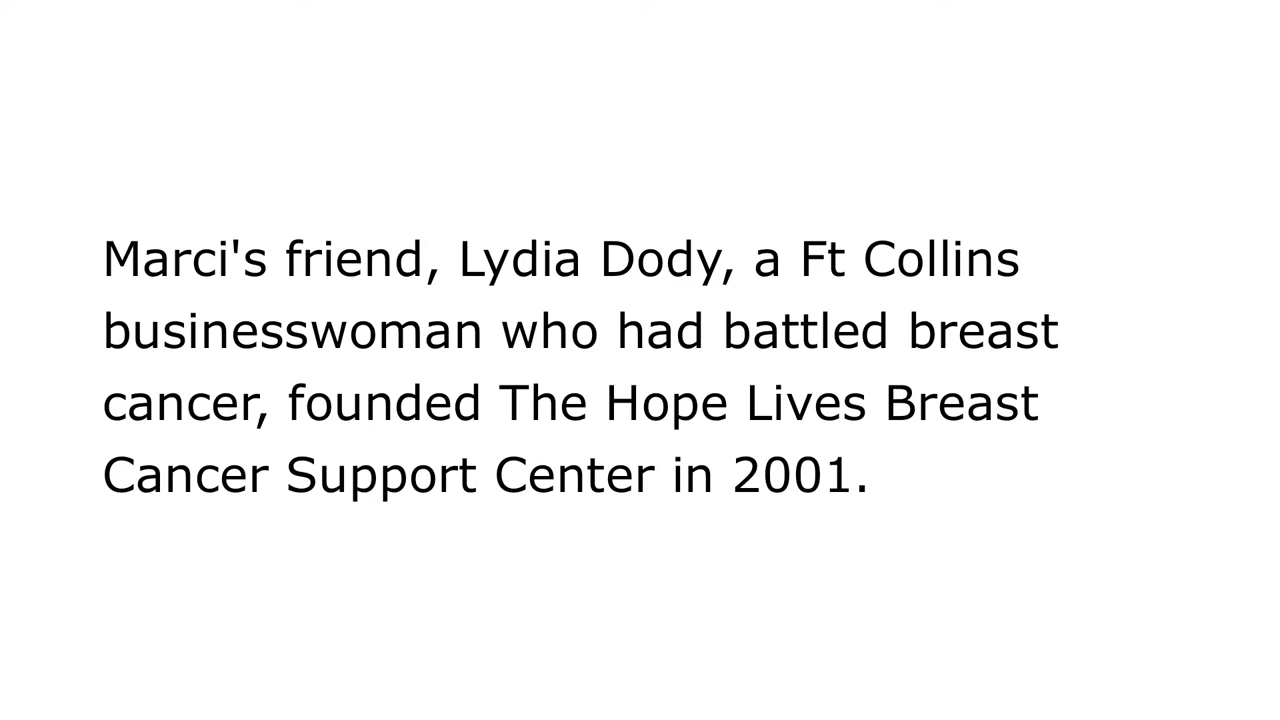 Marci's friend, Lydia Dody, a Ft Collins
businesswoman who had battled breast
cancer, founded The Hope Lives Breast
Cancer Support Center in 2001.